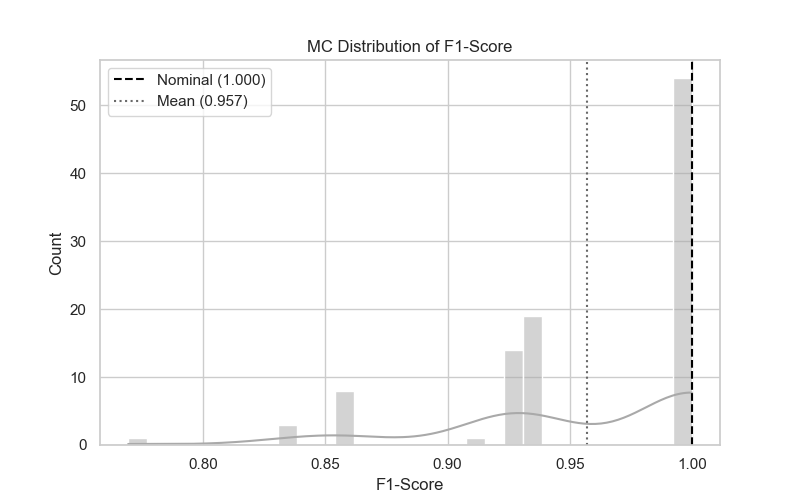 MC Distribution of F1-Score
Nominal (1.000)
Mean (0.957)
Count
50
40
30
20
10
0
0.80 0.85 0.90 0.95 1.00
F1-Score